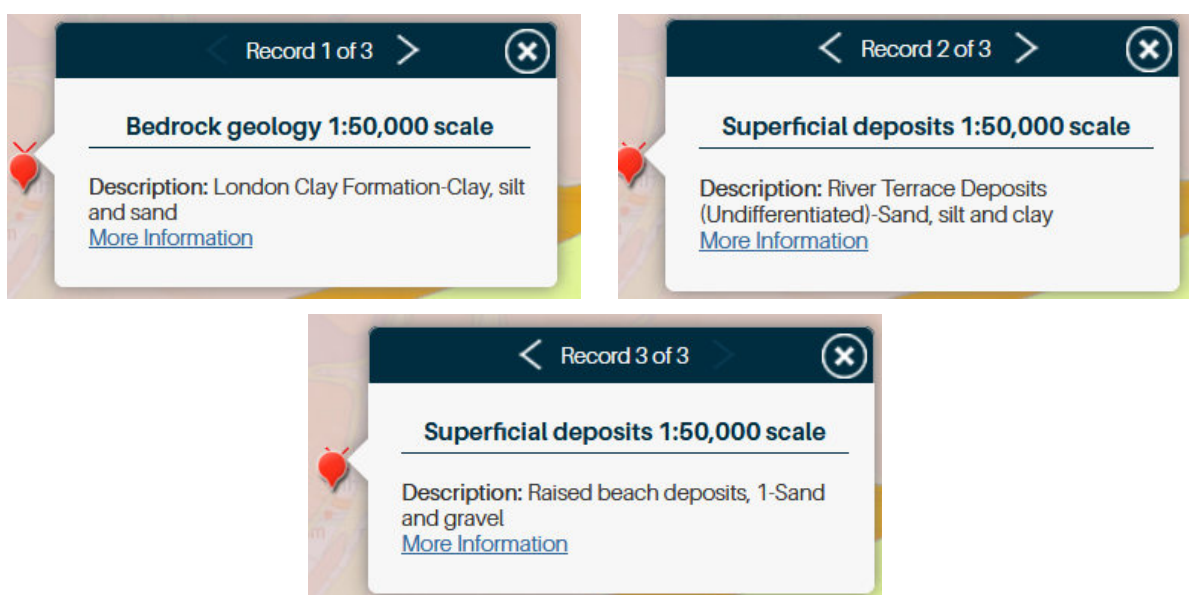 Record 1 of 3
Bedrock geology 1:50,000 scale
Description: London Clay Formation-Clay, silt
and sand
More Information
Record 2 of 3
Superficial deposits 1:50,000 scale
Description: River Terrace Deposits
(Undifferentiated)-Sand, silt and clay
More Information
Record 3 of 3
Superficial deposits 1:50,000 scale
Description: Raised beach deposits, 1-Sand
and gravel
More Information